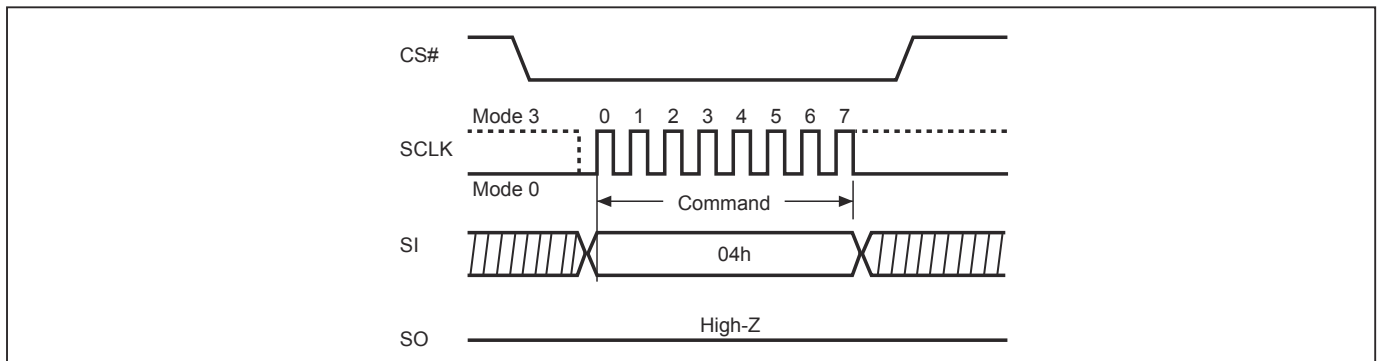 CS#
Mode 3 0 1 2 3 4 5 6 7
SCLK
Mode 0
Command
SI
04h
High-Z
SO